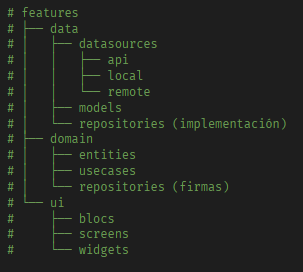 # features
# ├── data
# │   ├── datasources
# │   │   ├── api
# │   │   ├── local
# │   │   └── remote
# │   ├── models
# │   └── repositories (implementación)
# ├── domain
# │   ├── entities
# │   ├── usecases
# │   └── repositories (firmas)
# └── ui
#     ├── blocs
#     ├── screens
#     └── widgets